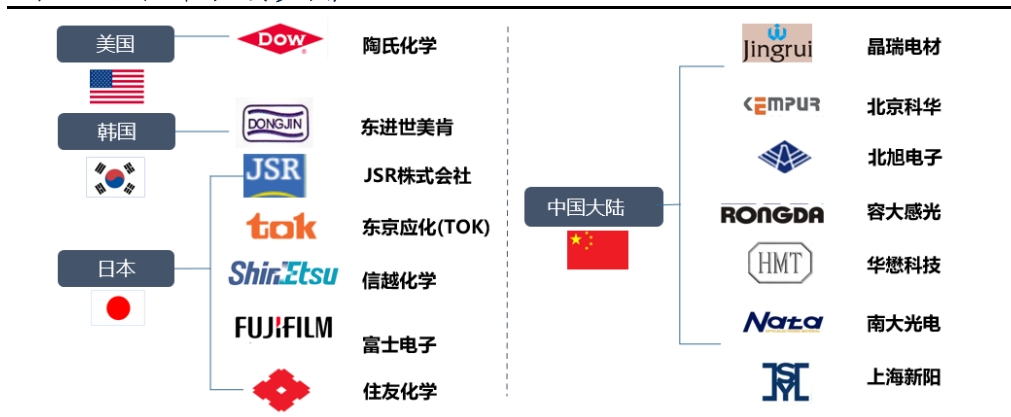 美国
DOW
陶氏化学
韩国
DONGJIN
东进世美肯
JSR
JSR株式会社
tok
东京应化(TOK)
日本
ShinEtsu
信越化学
FUJIFILM
富士电子
住友化学
中国大陆
Jingrui
晶瑞电材
KEMPUR
北京科华
北旭电子
RONGDA
容大感光
HMT
华懋科技
Nata
南大光电
上海新阳